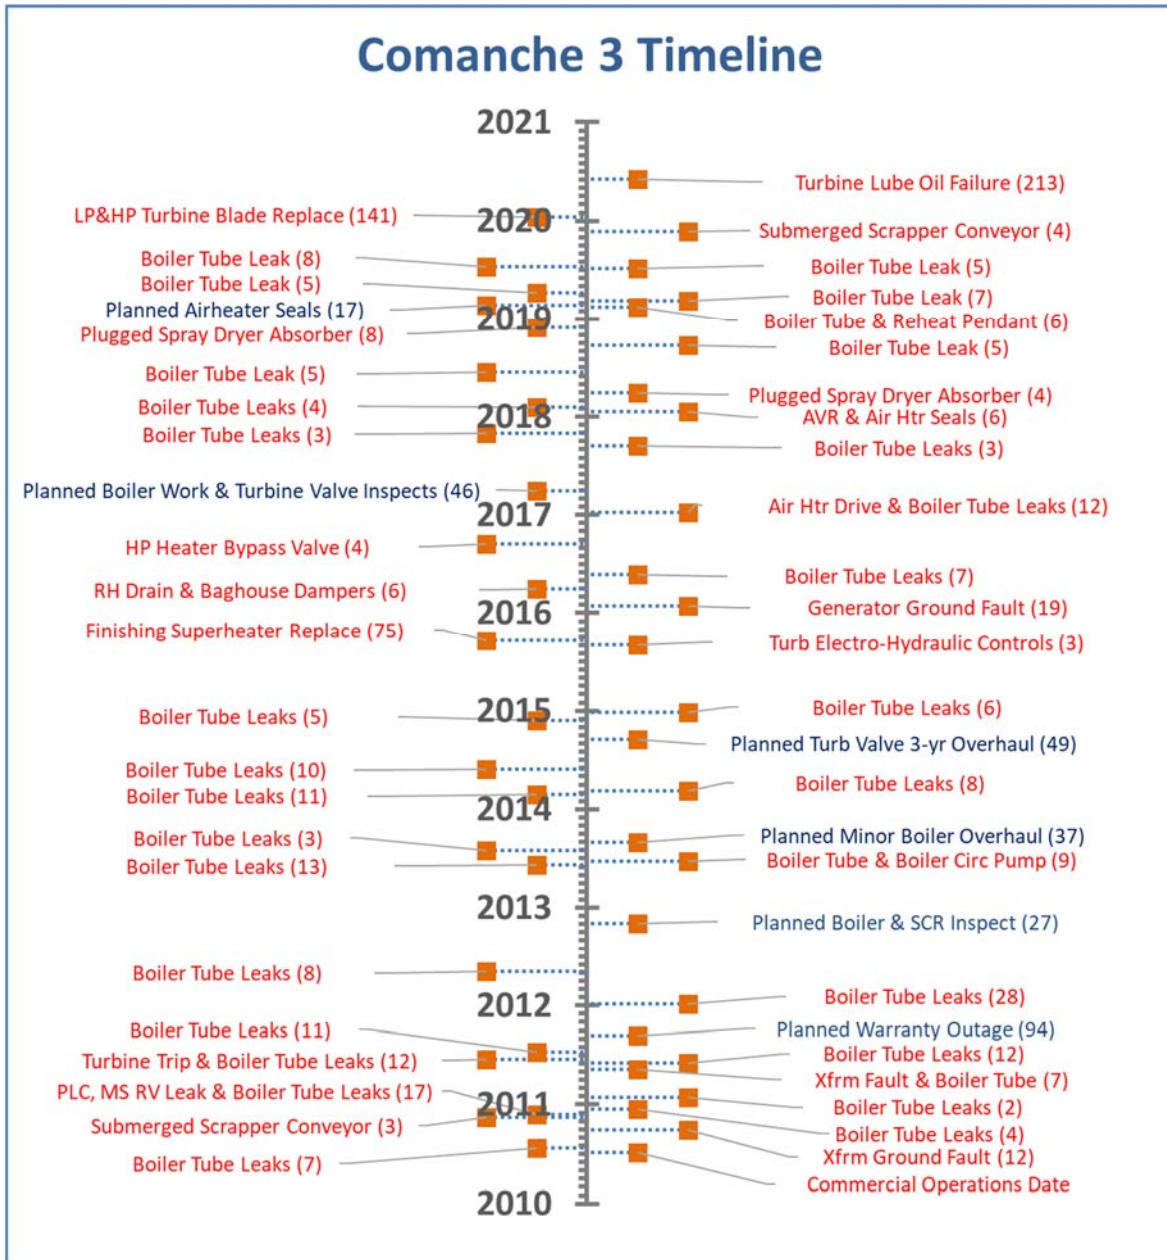 Comanche 3 Timeline
2021
Turbine Lube Oil Failure (213)
LP&HP Turbine Blade Replace (141)
2020
Submerged Scrapper Conveyor (4)
Boiler Tube Leak (8)
Boiler Tube Leak (5)
Boiler Tube Leak (5)
Boiler Tube Leak (7)
Planned Airheater Seals (17)
2019
Boiler Tube & Reheat Pendant (6)
Plugged Spray Dryer Absorber (8)
Boiler Tube Leak (5)
Boiler Tube Leak (5)
Plugged Spray Dryer Absorber (4)
Boiler Tube Leaks (4)
2018
AVR & Air Htr Seals (6)
Boiler Tube Leaks (3)
Boiler Tube Leaks (3)
Planned Boiler Work & Turbine Valve Inspects (46)
2017
Air Htr Drive & Boiler Tube Leaks (12)
HP Heater Bypass Valve (4)
Boiler Tube Leaks (7)
RH Drain & Baghouse Dampers (6)
2016
Generator Ground Fault (19)
Finishing Superheater Replace (75)
Turb Electro-Hydraulic Controls (3)
2015
Boiler Tube Leaks (6)
Boiler Tube Leaks (5)
Planned Turb Valve 3-yr Overhaul (49)
Boiler Tube Leaks (10)
Boiler Tube Leaks (8)
Boiler Tube Leaks (11)
2014
Boiler Tube Leaks (3)
Planned Minor Boiler Overhaul (37)
Boiler Tube Leaks (13)
Boiler Tube & Boiler Circ Pump (9)
2013
Planned Boiler & SCR Inspect (27)
Boiler Tube Leaks (8)
2012
Boiler Tube Leaks (28)
Boiler Tube Leaks (11)
Planned Warranty Outage (94)
Turbine Trip & Boiler Tube Leaks (12)
Boiler Tube Leaks (12)
Xfrm Fault & Boiler Tube (7)
PLC, MS RV Leak & Boiler Tube Leaks (17)
2011
Boiler Tube Leaks (2)
Submerged Scrapper Conveyor (3)
Boiler Tube Leaks (4)
Xfrm Ground Fault (12)
Boiler Tube Leaks (7)
Commercial Operations Date
2010